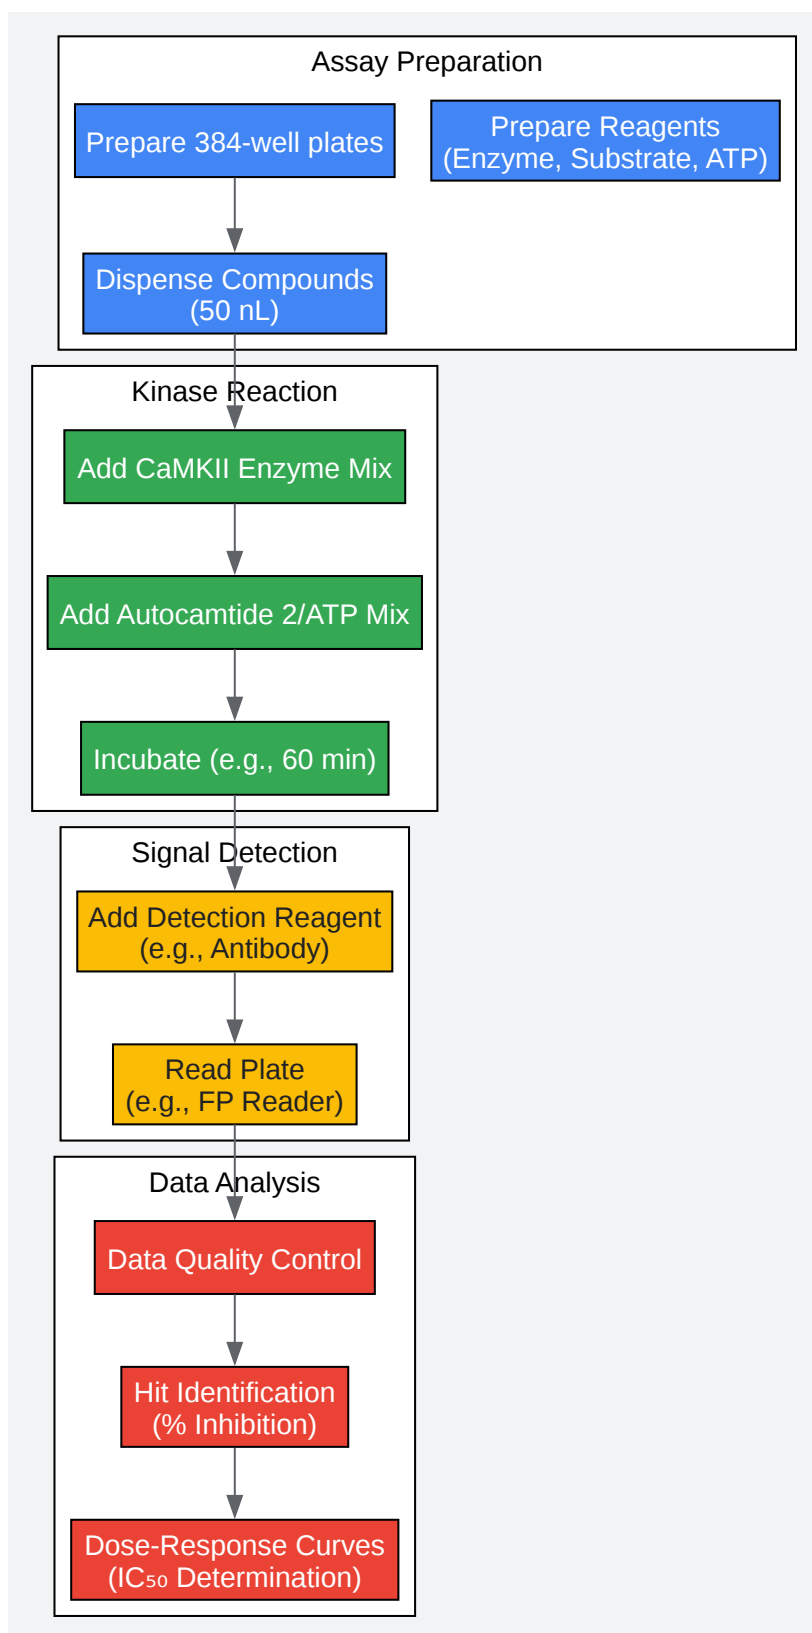 Assay Preparation
Prepare 384-well plates
Prepare Reagents
(Enzyme, Substrate, ATP)
Dispense Compounds
(50 nL)
Kinase Reaction
Add CaMKII Enzyme Mix
Add Autocamtide 2/ATP Mix
Incubate (e.g., 60 min)
Signal Detection
Add Detection Reagent
(e.g., Antibody)
Read Plate
(e.g., FP Reader)
Data Analysis
Data Quality Control
Hit Identification
(% Inhibition)
Dose-Response Curves
(IC₅₀ Determination)